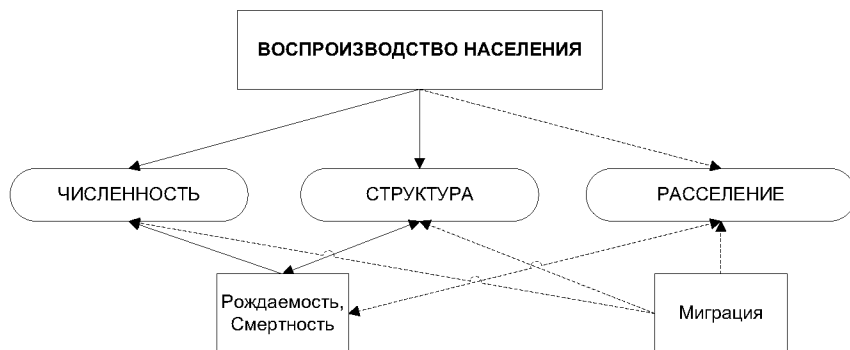 ВОСПРОИЗВОДСТВО НАСЕЛЕНИЯ
ЧИСЛЕННОСТЬ
СТРУКТУРА
РАССЕЛЕНИЕ
Рождаемость,
Смертность
Миграция